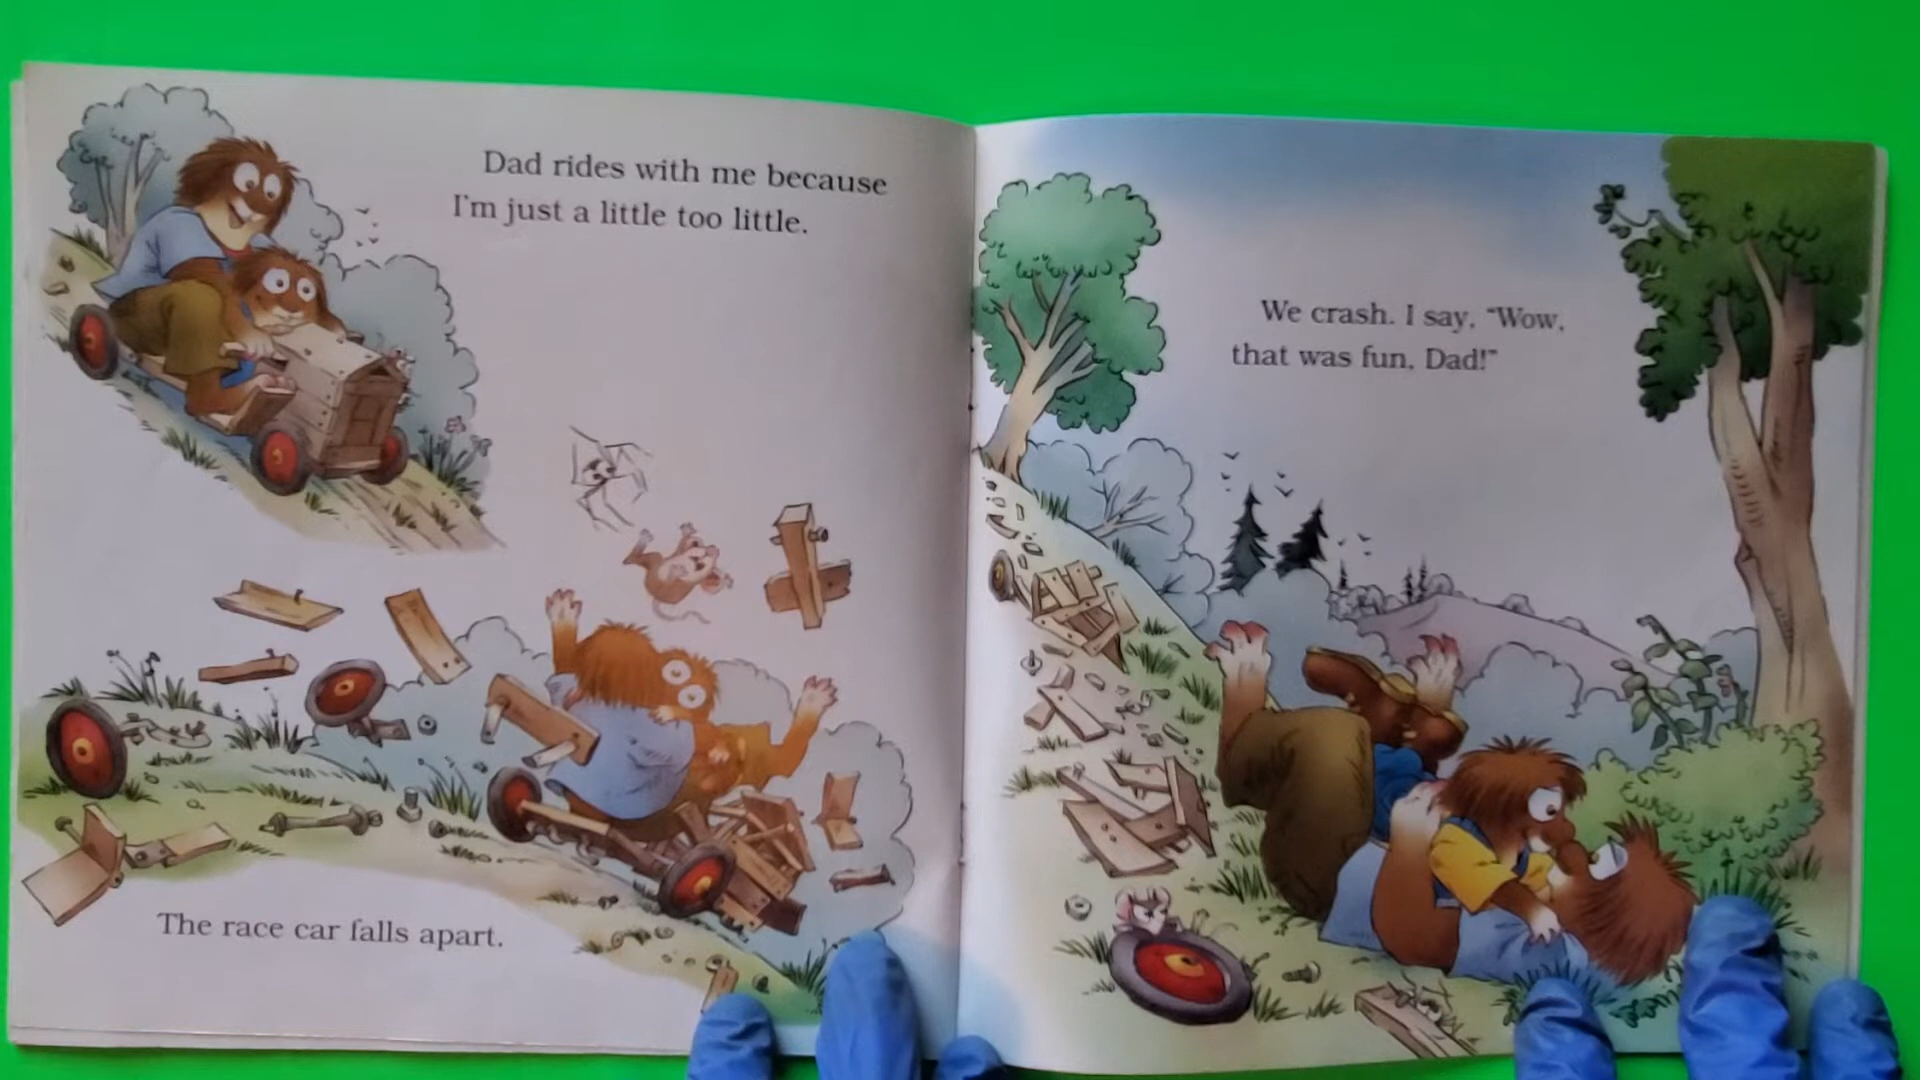 Dad rides with me because
I'm just a little too little.
The race car falls apart.
We crash. I say, "Wow,
that was fun, Dad!"